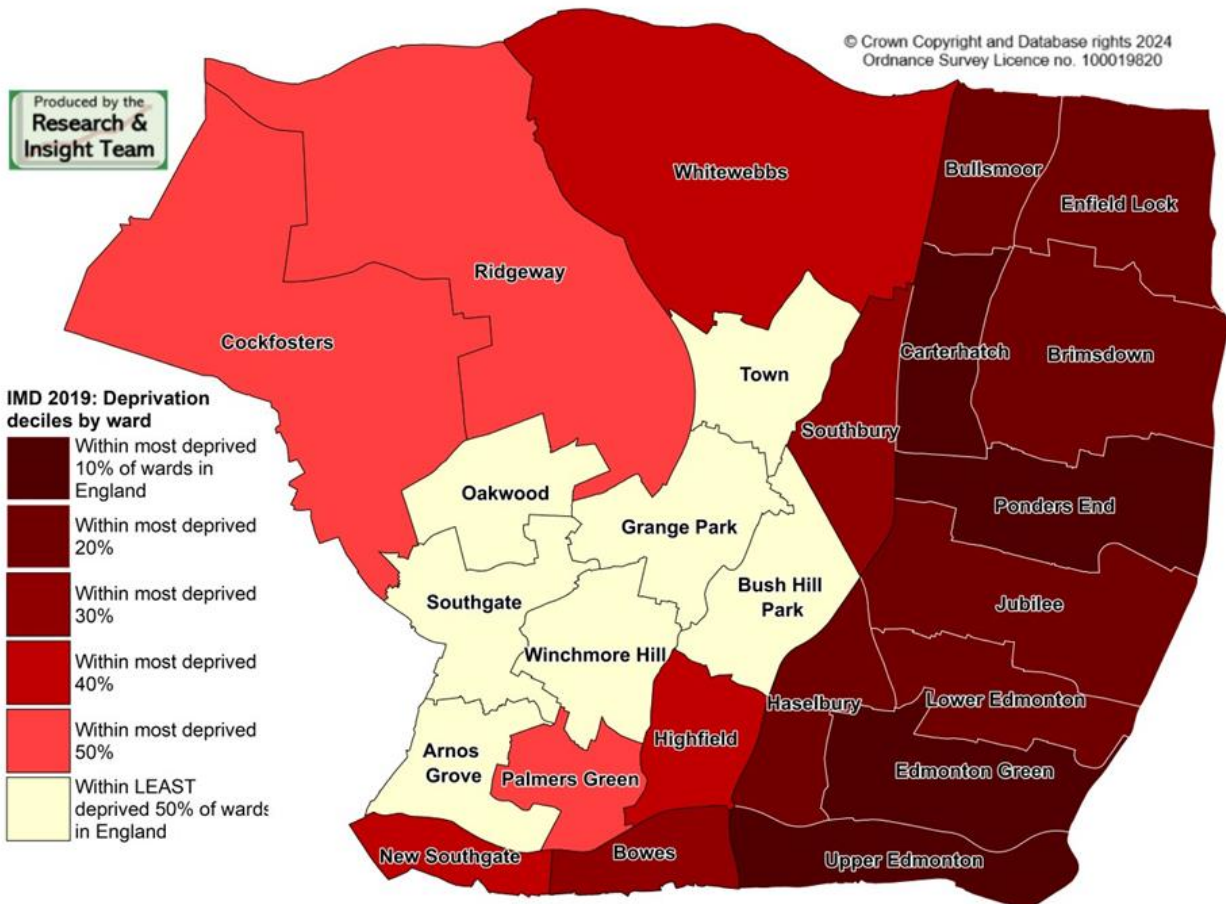 © Crown Copyright and Database rights 2024
Ordnance Survey Licence no. 100019820
Produced by the
Research &
Insight Team
Whitewebbs
Bullsmoor
Enfield Lock
Ridgeway
Cockfosters
Carterhatch
Brimsdown
Town
Southbury
IMD 2019: Deprivation
deciles by ward
Within most deprived
10% of wards in
England
Within most deprived
20%
Within most deprived
30%
Within most deprived
40%
Within most deprived
50%
Within LEAST
deprived 50% of wards
in England
Oakwood
Grange Park
Ponders End
Southgate
Bush Hill
Park
Jubilee
Winchmore Hill
Haselbury
Lower Edmonton
Highfield
Arnos
Grove
Palmers Green
Edmonton Green
New Southgate
Bowes
Upper Edmonton